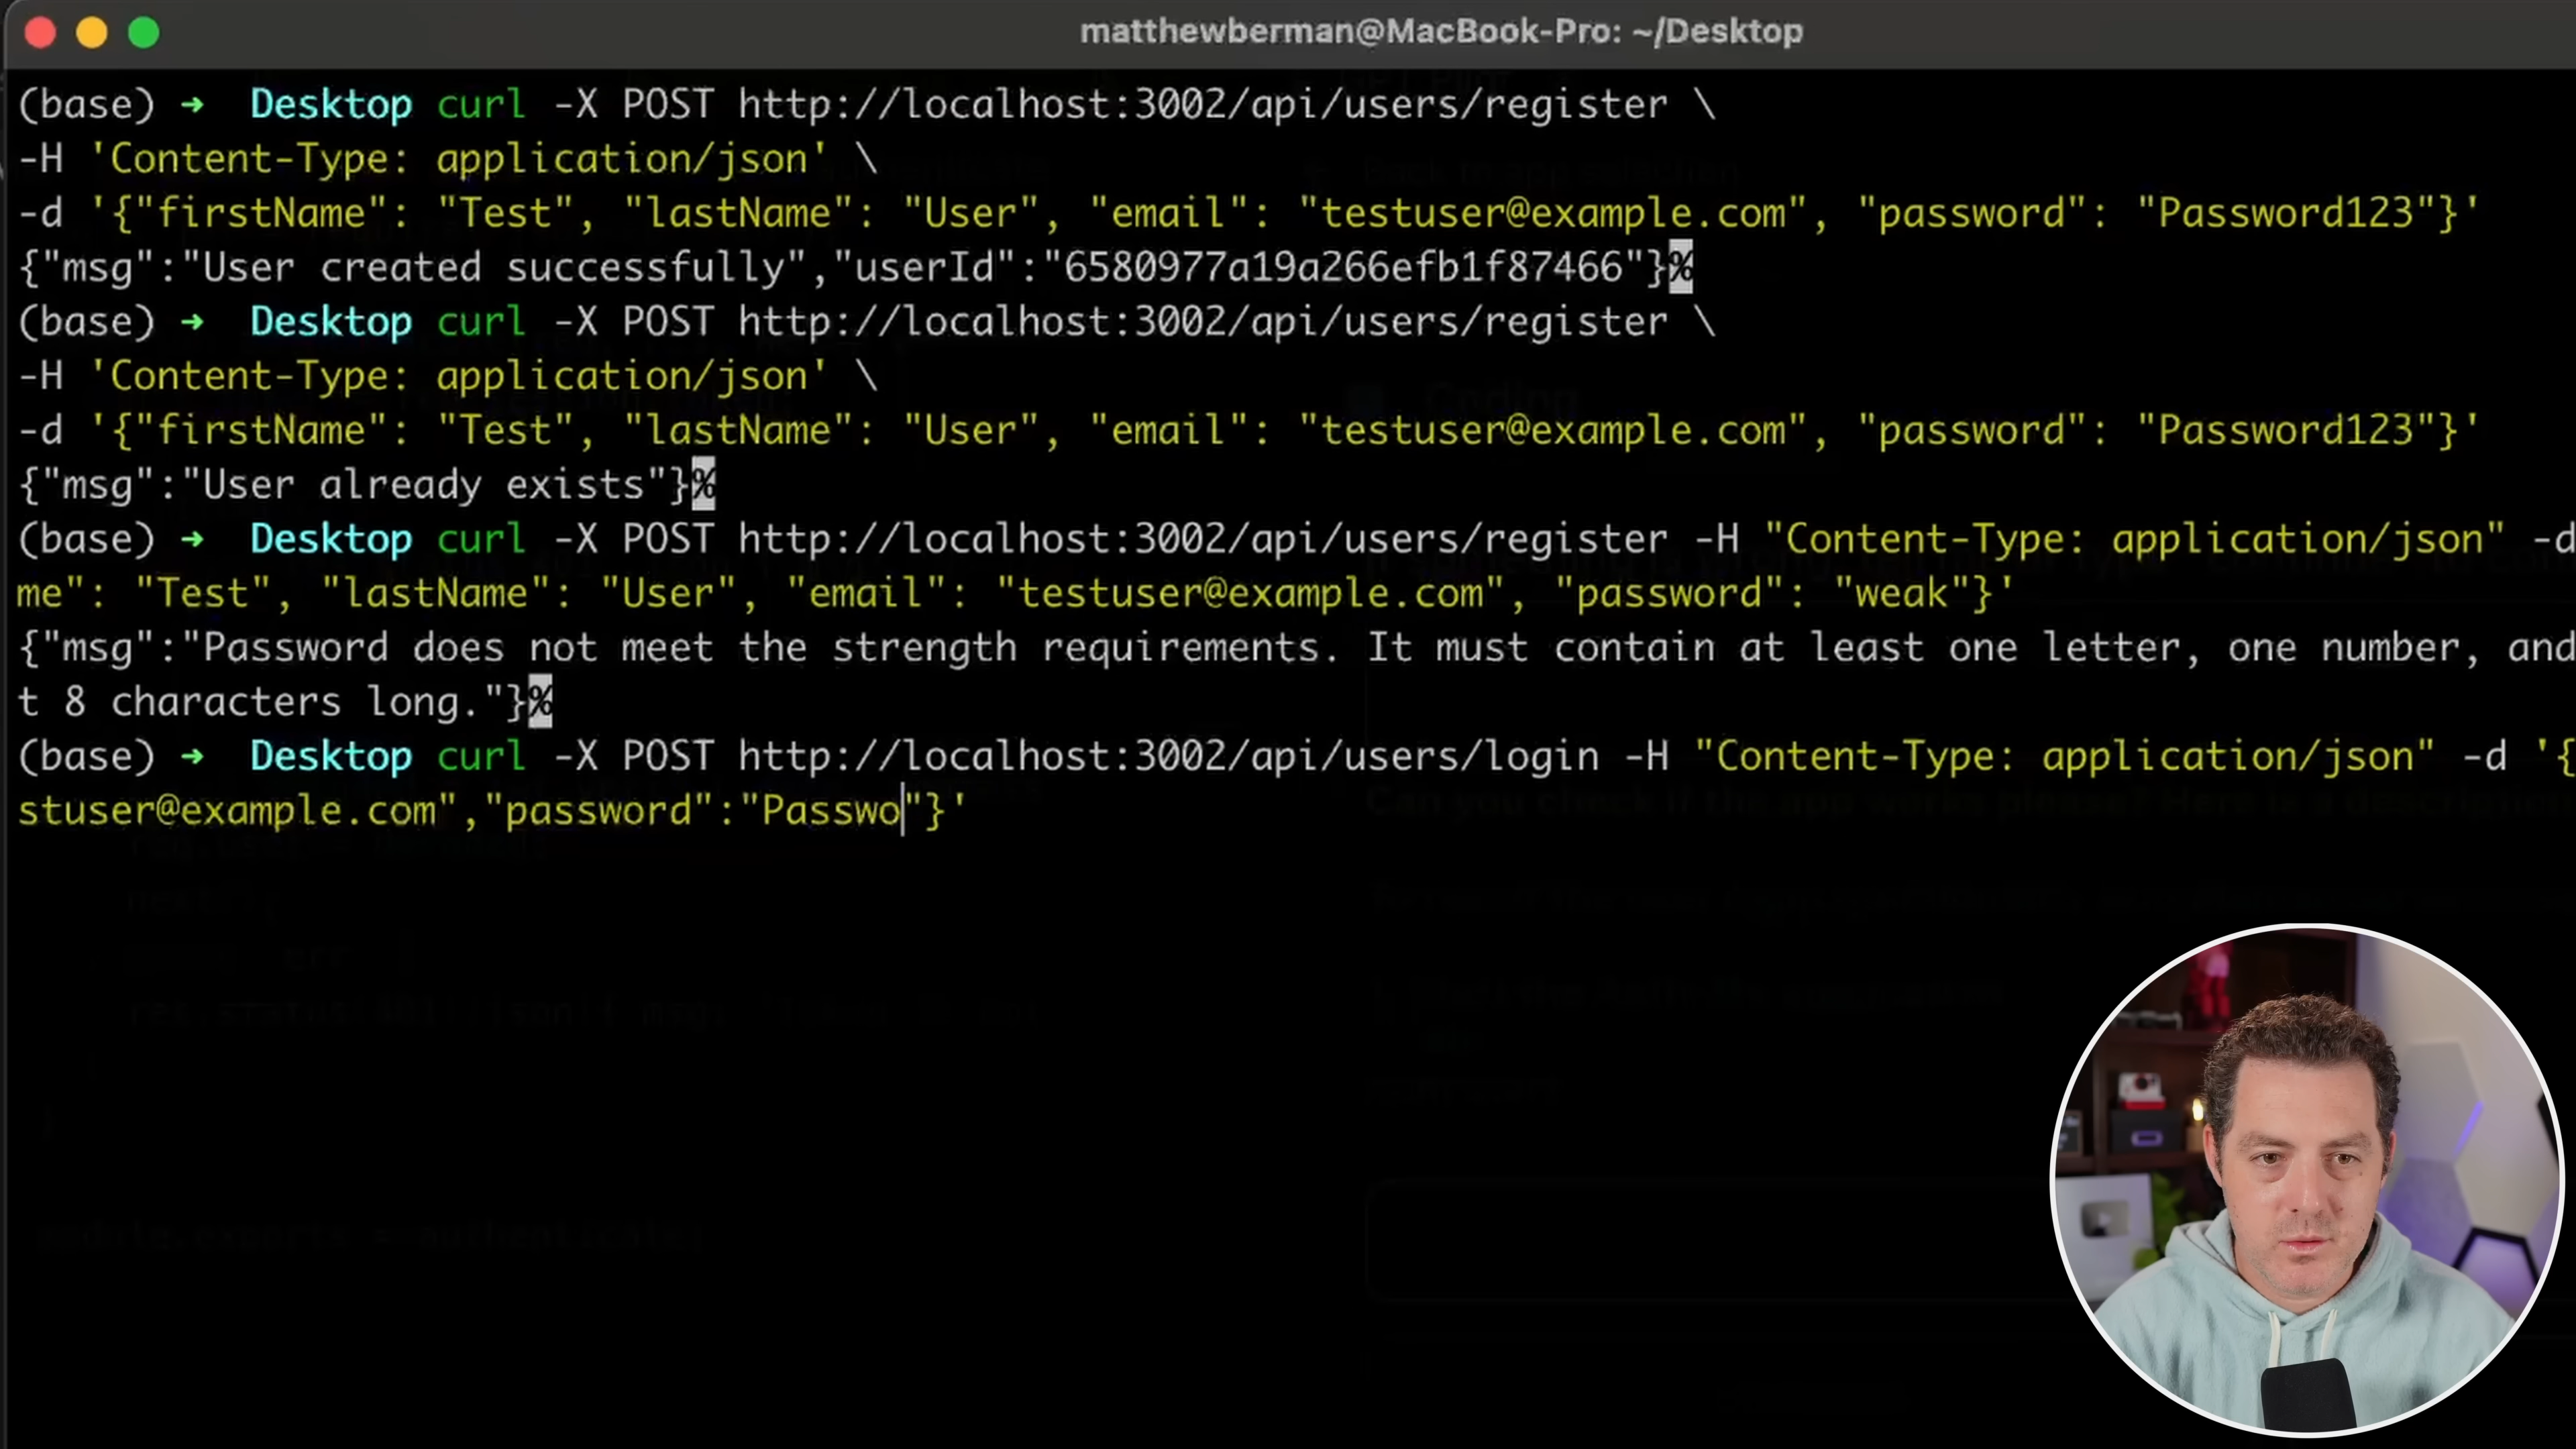 matthewberman@MacBook-Pro: ~/Desktop
(base) ➜ Desktop curl -X POST http://localhost:3002/api/users/register \
-H 'Content-Type: application/json' \
-d '{"firstName": "Test", "lastName": "User", "email": "testuser@example.com", "password": "Password123"}'
{"msg":"User created successfully","userId":"6580977a19a266efb1f87466"}%
(base) ➜ Desktop curl -X POST http://localhost:3002/api/users/register \
-H 'Content-Type: application/json' \
-d '{"firstName": "Test", "lastName": "User", "email": "testuser@example.com", "password": "Password123"}'
{"msg":"User already exists"}%
(base) ➜ Desktop curl -X POST http://localhost:3002/api/users/register -H "Content-Type: application/json" -d
me": "Test", "lastName": "User", "email": "testuser@example.com", "password": "weak"}'
{"msg":"Password does not meet the strength requirements. It must contain at least one letter, one number, and
t 8 characters long."}%
(base) ➜ Desktop curl -X POST http://localhost:3002/api/users/login -H "Content-Type: application/json" -d '{
stuser@example.com","password":"Passwo"}'